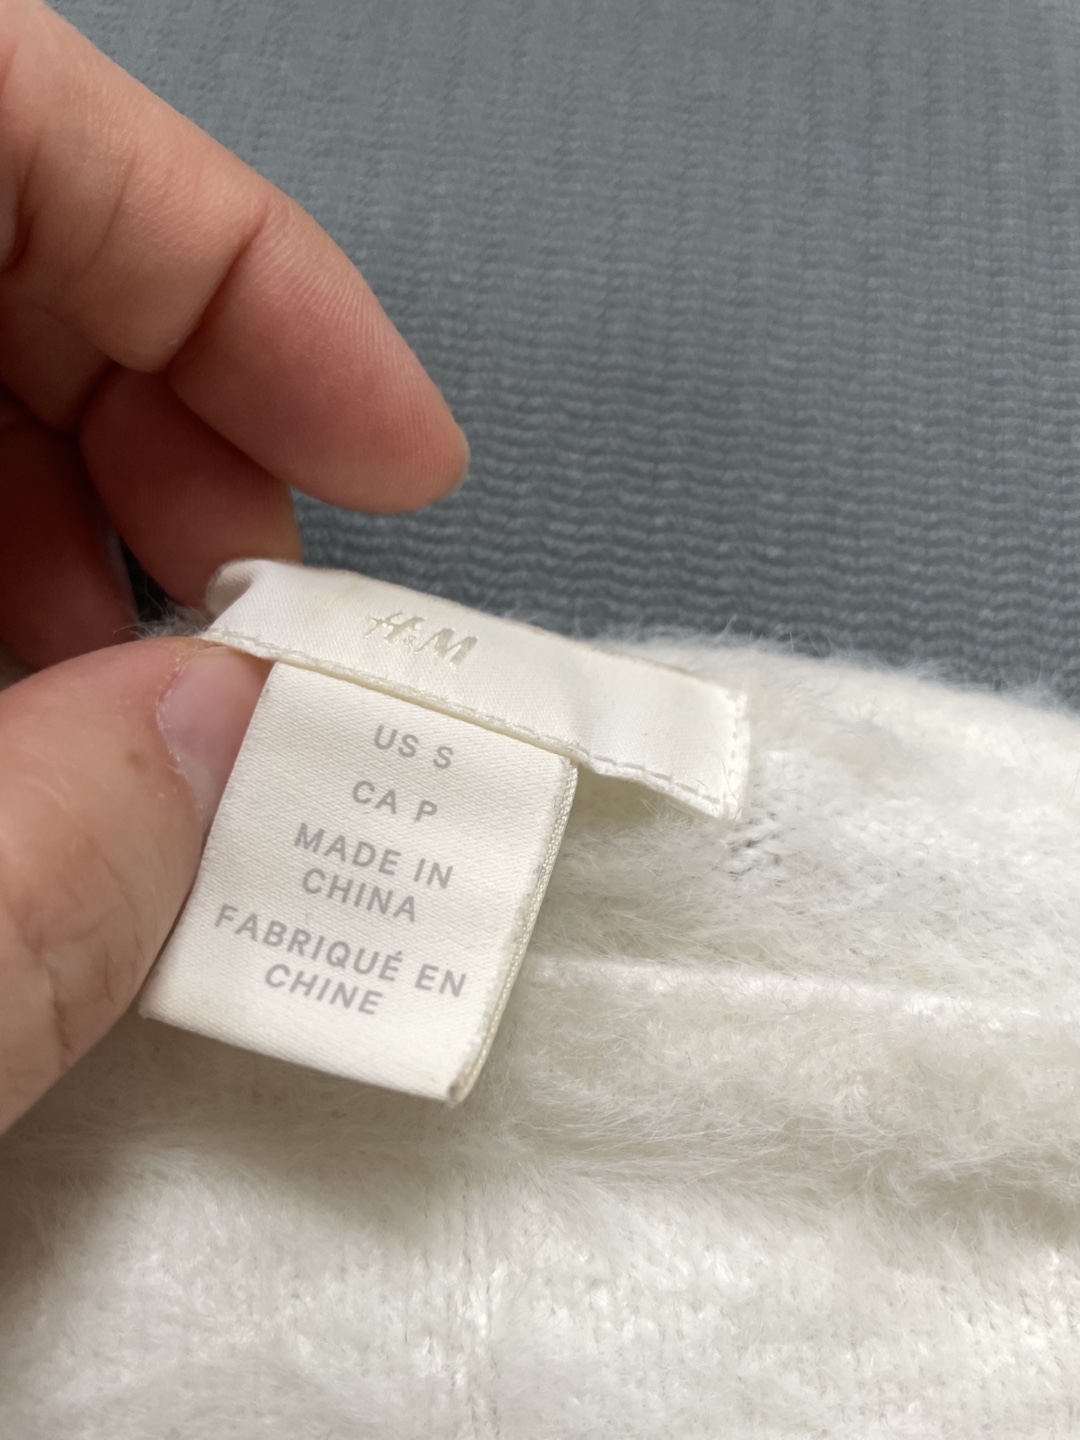 H&M
US S
CA P
MADE IN
CHINA
FABRIQUÉ EN
CHINE